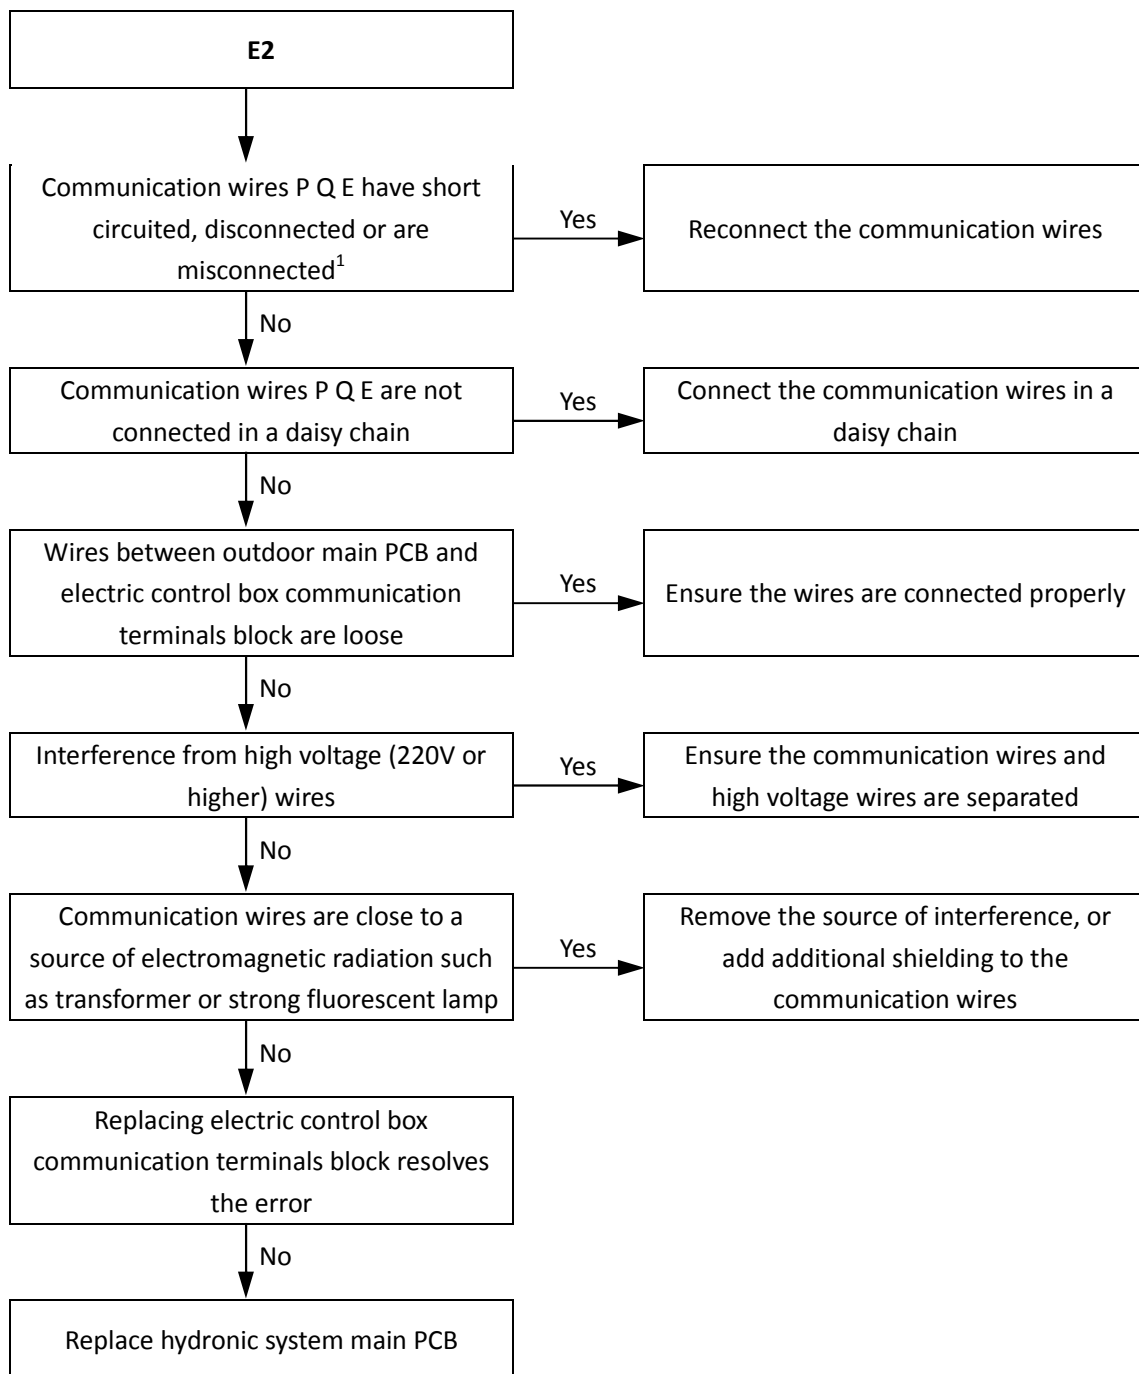 E2
Communication wires P Q E have short
circuited, disconnected or are
misconnected¹
Yes
Reconnect the communication wires
No
Communication wires P Q E are not
connected in a daisy chain
Yes
Connect the communication wires in a
daisy chain
No
Wires between outdoor main PCB and
electric control box communication
terminals block are loose
Yes
Ensure the wires are connected properly
No
Interference from high voltage (220V or
higher) wires
Yes
Ensure the communication wires and
high voltage wires are separated
No
Communication wires are close to a
source of electromagnetic radiation such
as transformer or strong fluorescent lamp
Yes
Remove the source of interference, or
add additional shielding to the
communication wires
No
Replacing electric control box
communication terminals block resolves
the error
No
Replace hydronic system main PCB